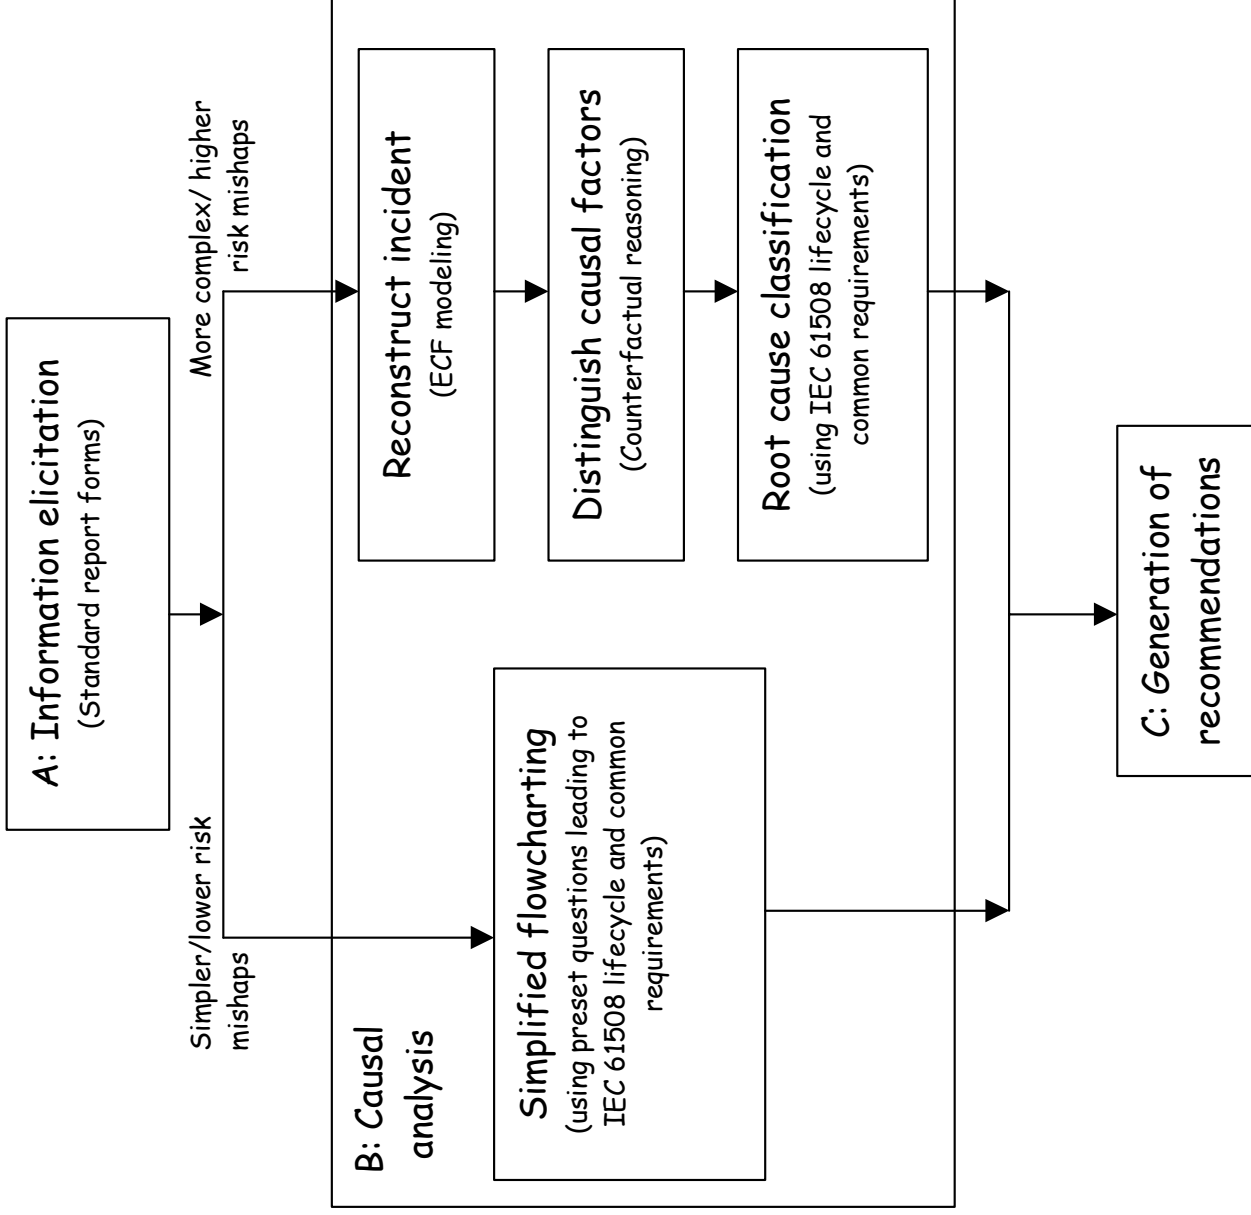 A: Information elicitation
(Standard report forms)
Simpler/lower risk
mishaps
More complex/ higher
risk mishaps
B: Causal
analysis
Simplified flowcharting
(using preset questions leading to
IEC 61508 lifecycle and common
requirements)
Reconstruct incident
(ECF modeling)
Distinguish causal factors
(Counterfactual reasoning)
Root cause classification
(using IEC 61508 lifecycle and
common requirements)
C: Generation of
recommendations